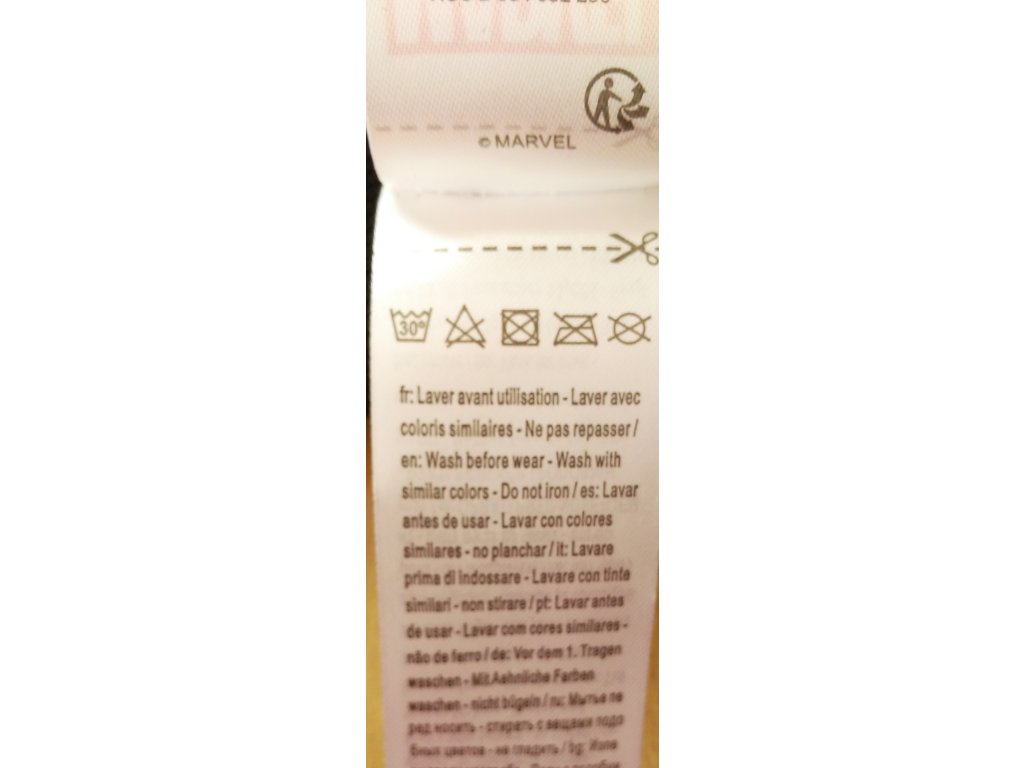 © MARVEL
30°
fr: Laver avant utilisation - Laver avec
coloris similaires - Ne pas repasser /
en: Wash before wear - Wash with
similar colors - Do not iron / es: Lavar
antes de usar - Lavar con colores
similares - no planchar / it: Lavare
prima di indossare - Lavare con tinte
similari - non stirare / pt: Lavar antes
de usar - Lavar com cores similares -
não de ferro / de: Vor dem 1. Tragen
waschen - Mit Aehnliche Farben
waschen - nicht bügeln / ru: Мытье пе
ред носить - стирать с вещами подо
бных цветов - не гладить / bg: